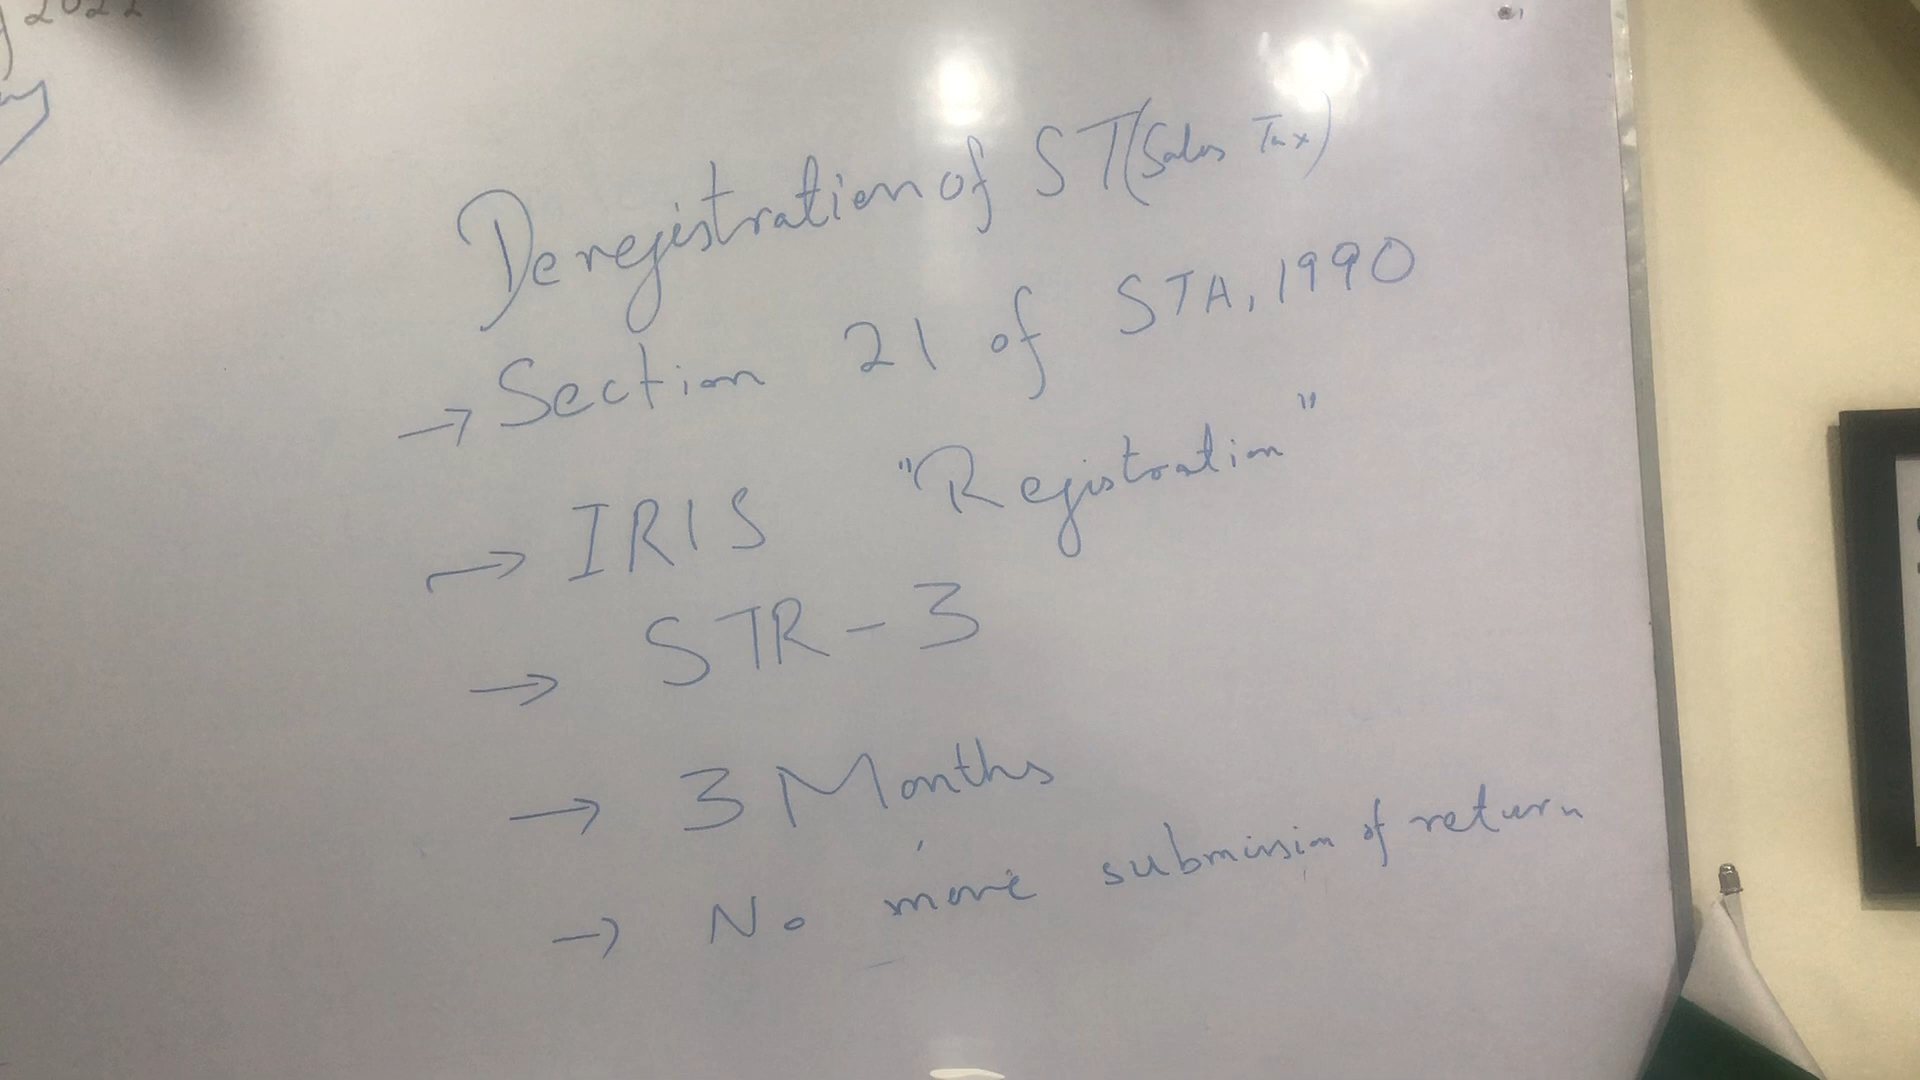 2022
Deregistration of ST (Sales Tax)
→ Section 21 of STA, 1990
→ IRIS "Registration"
→ STR-3
→ 3 Months
→ No more submission of return